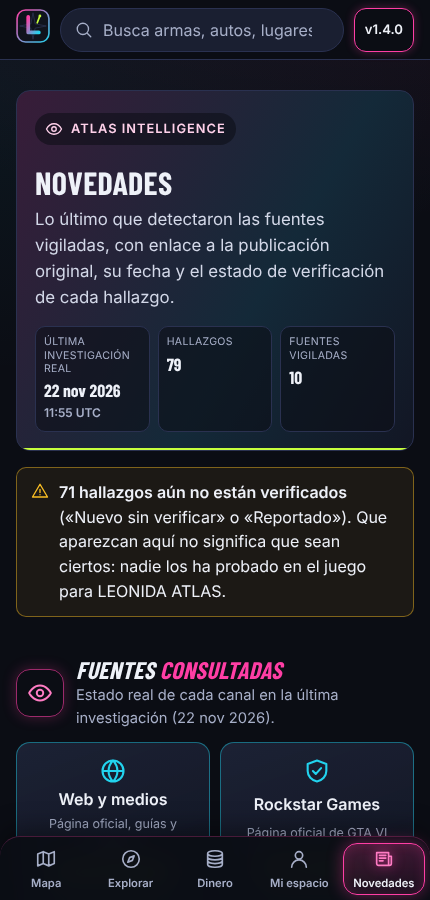 Busca armas, autos, lugares
v1.4.0
ATLAS INTELLIGENCE
NOVEDADES
Lo último que detectaron las fuentes
vigiladas, con enlace a la publicación
original, su fecha y el estado de verificación
de cada hallazgo.
ÚLTIMA
INVESTIGACIÓN
REAL
22 nov 2026
11:55 UTC
HALLAZGOS
79
FUENTES
VIGILADAS
10
71 hallazgos aún no están verificados
(«Nuevo sin verificar» o «Reportado»). Que
aparezcan aquí no significa que sean
ciertos: nadie los ha probado en el juego
para LEONIDA ATLAS.
FUENTES CONSULTADAS
Estado real de cada canal en la última
investigación (22 nov 2026).
Web y medios
Página oficial, guías y
Rockstar Games
Página oficial de GTA VI
Mapa
Explorar
Dinero
Mi espacio
Novedades